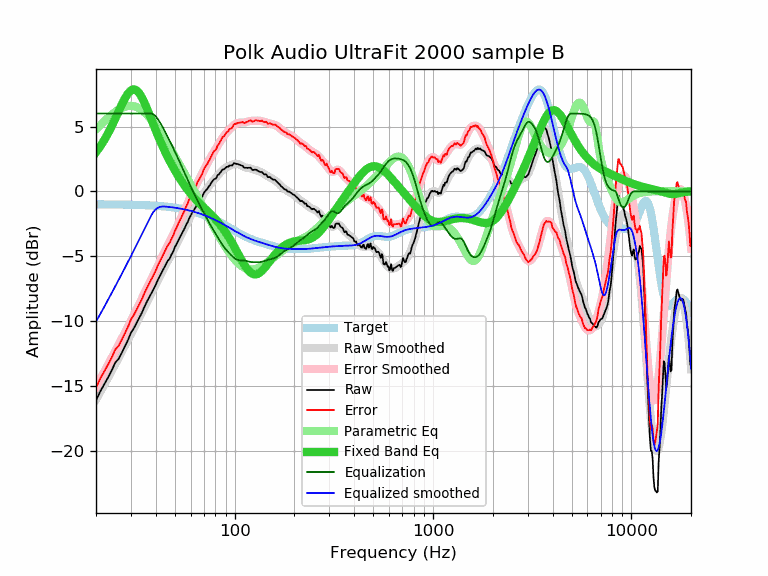 Polk Audio UltraFit 2000 sample B
Amplitude (dBr)
5
0
−5
−10
−15
−20
Target
Raw Smoothed
Error Smoothed
Raw
Error
Parametric Eq
Fixed Band Eq
Equalization
Equalized smoothed
100
1000
10000
Frequency (Hz)